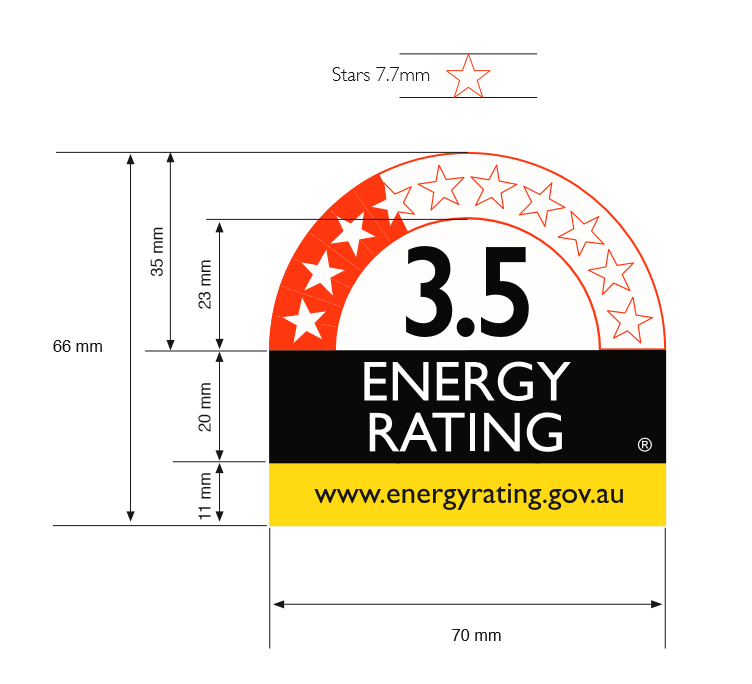 Stars 7.7mm
35 mm
23 mm
3.5
66 mm
ENERGY
20 mm
RATING ®
11 mm
www.energyrating.gov.au
70 mm